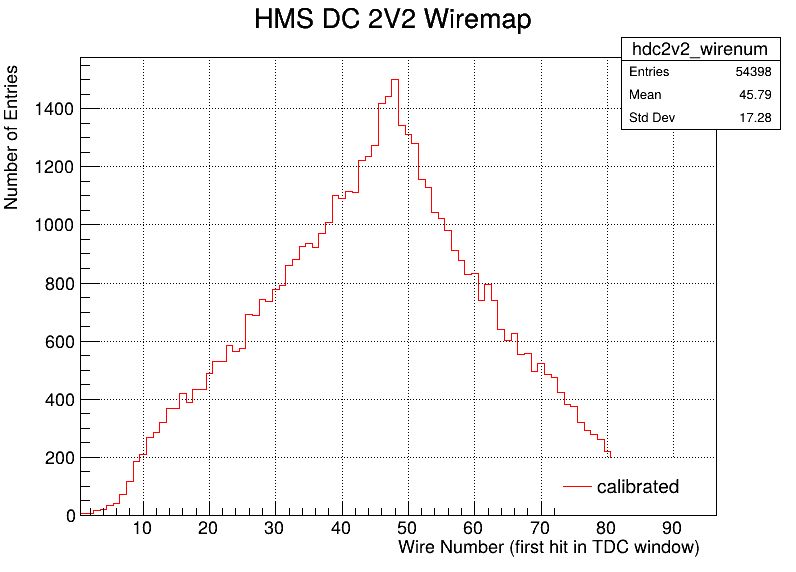 HMS DC 2V2 Wiremap
hdc2v2_wirenum
Entries 54398
Mean 45.79
Std Dev 17.28
Number of Entries
1400
1200
1000
800
600
400
200
0
10 20 30 40 50 60 70 80 90
calibrated
Wire Number (first hit in TDC window)